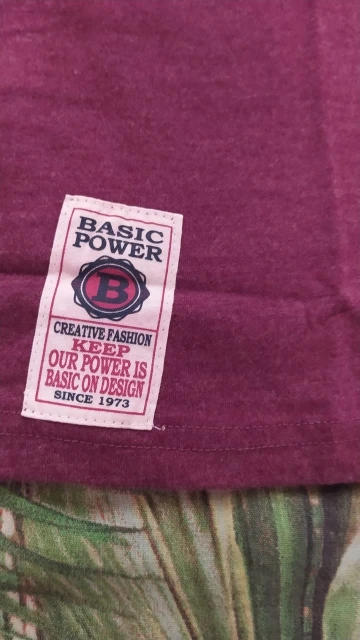 BASIC
POWER
B
CREATIVE FASHION
KEEP
OUR POWER IS
BASIC ON DESIGN
SINCE 1973